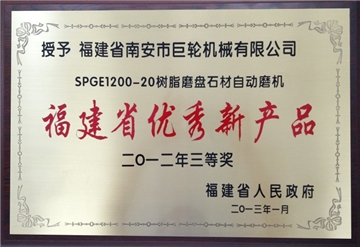 授予 福建省南安市巨轮机械有限公司
SPGE1200-20树脂磨盘石材自动磨机
福建省优秀新产品
二〇一二年三等奖
福建省人民政府
二〇一三年一月